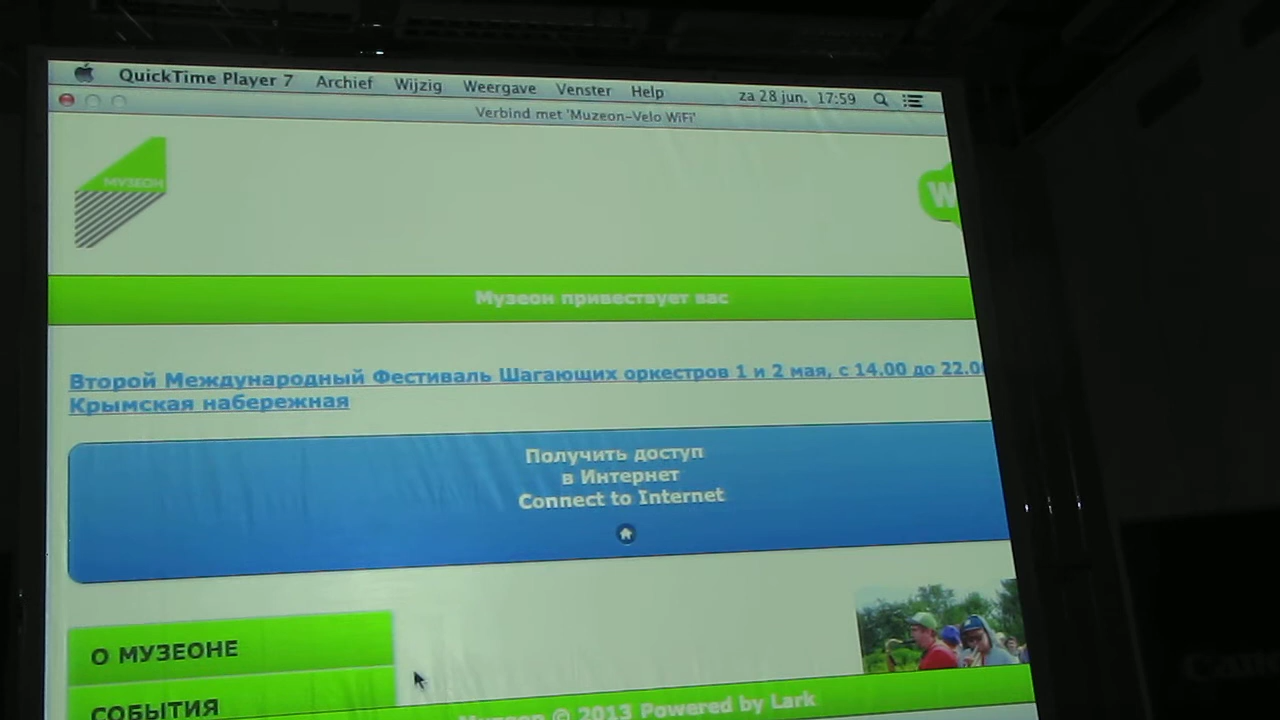 QuickTime Player 7 Archief Wijzig Weergave Venster Help za 28 jun. 17:59
Verbind met 'Muzeon-Velo WiFi'
МУЗЕОН
W
Музеон привествует вас
Второй Международный Фестиваль Шагающих оркестров 1 и 2 мая, с 14.00 до 22.00
Крымская набережная
Получить доступ
в Интернет
Connect to Internet
О МУЗЕОНЕ
СОБЫТИЯ
Muzeon © 2013 Powered by Lark